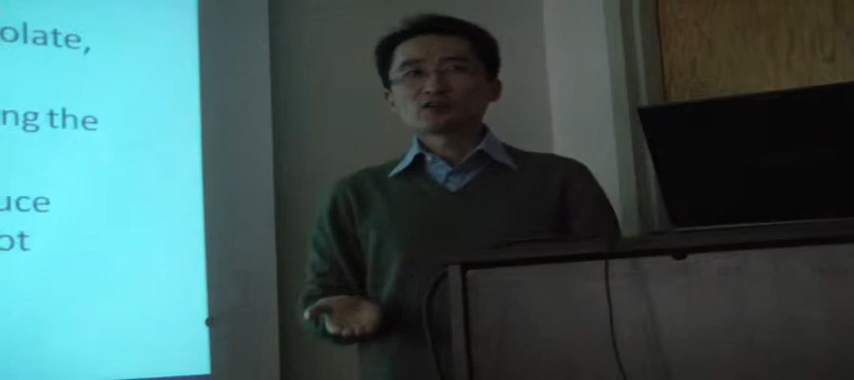 olate,
ng the
uce
ot